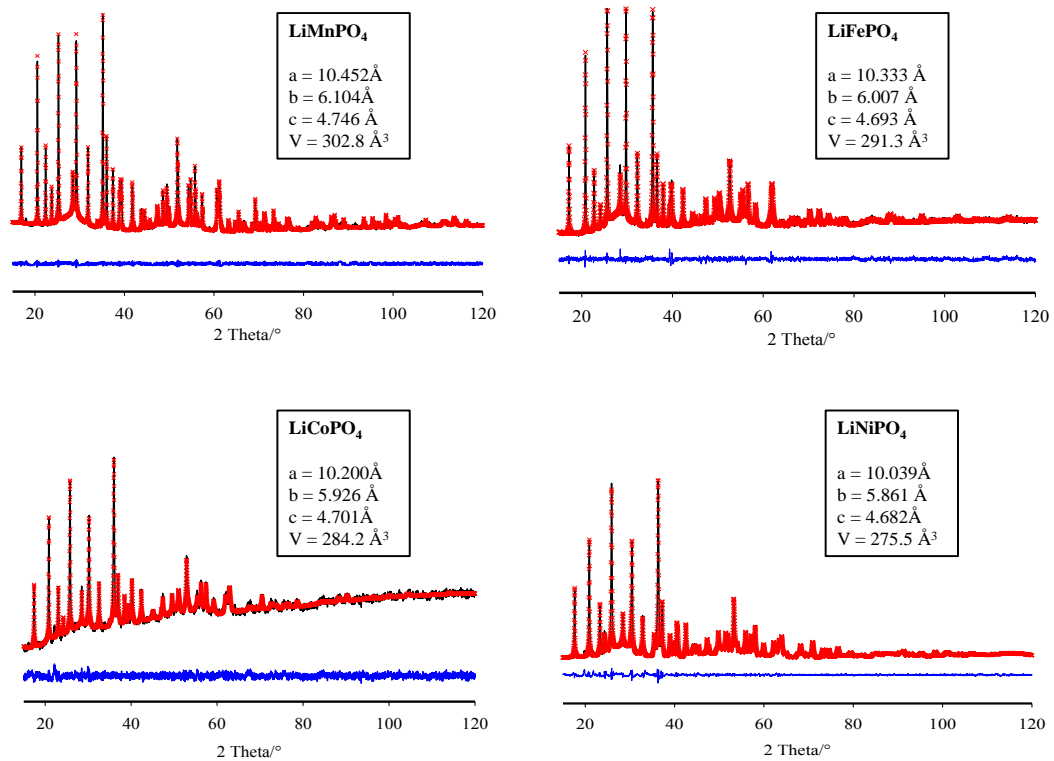 LiMnPO₄
a = 10.452Å
b = 6.104Å
c = 4.746 Å
V = 302.8 Å³
20 40 60 80 100 120
2 Theta/°
LiFePO₄
a = 10.333 Å
b = 6.007 Å
c = 4.693 Å
V = 291.3 Å³
20 40 60 80 100 120
2 Theta/°
LiCoPO₄
a = 10.200Å
b = 5.926 Å
c = 4.701Å
V = 284.2 Å³
20 40 60 80 100 120
2 Theta/°
LiNiPO₄
a = 10.039Å
b = 5.861 Å
c = 4.682Å
V = 275.5 Å³
20 40 60 80 100 120
2 Theta/°